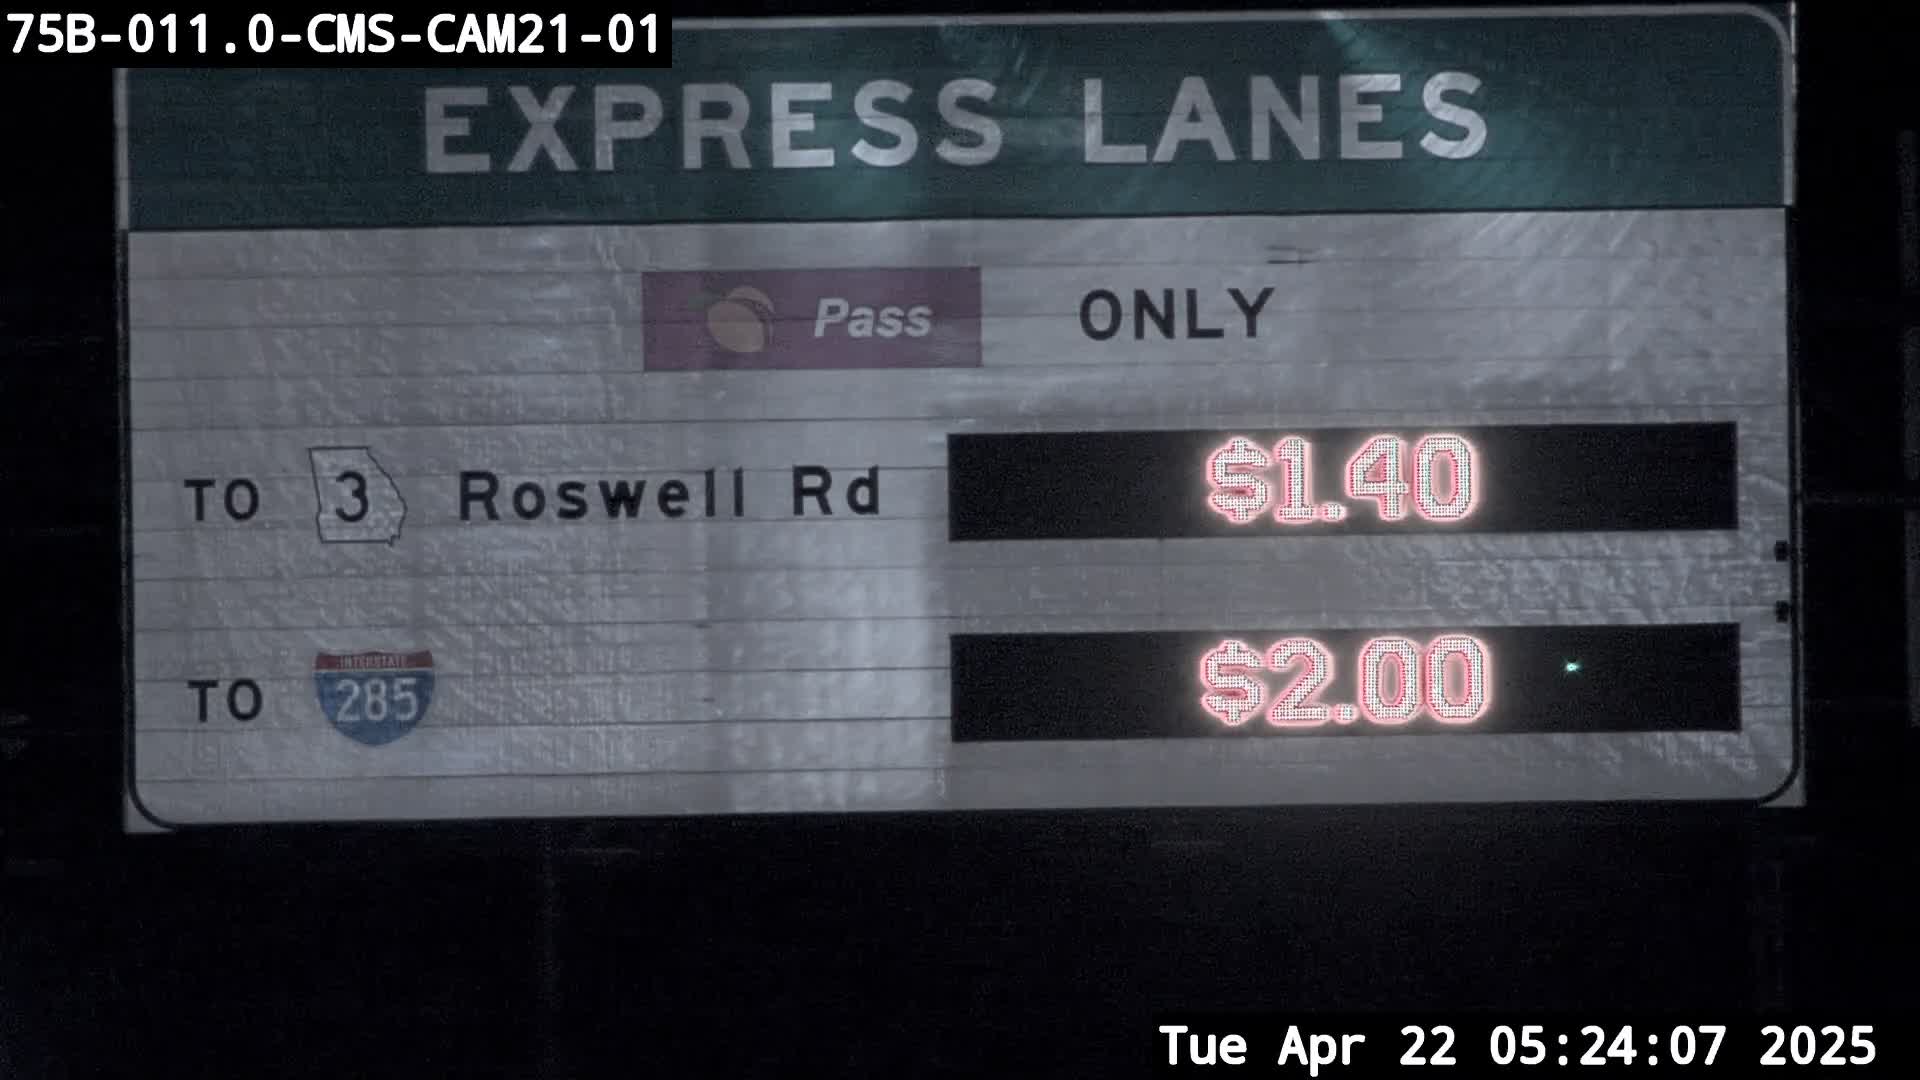 75B-011.0-CMS-CAM21-01
EXPRESS LANES
Pass ONLY
TO 3 Roswell Rd $1.40
TO INTERSTATE 285 $2.00
Tue Apr 22 05:24:07 2025